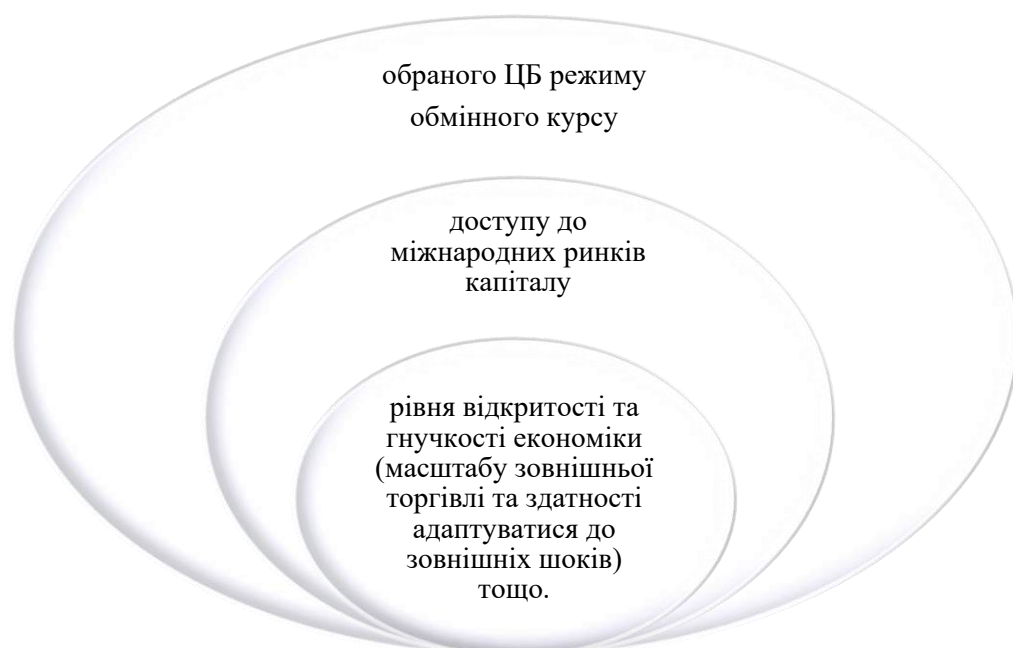 обраного ЦБ режиму
обмінного курсу
доступу до
міжнародних ринків
капіталу
рівня відкритості та
гнучкості економіки
(масштабу зовнішньої
торгівлі та здатності
адаптуватися до
зовнішніх шоків)
тощо.